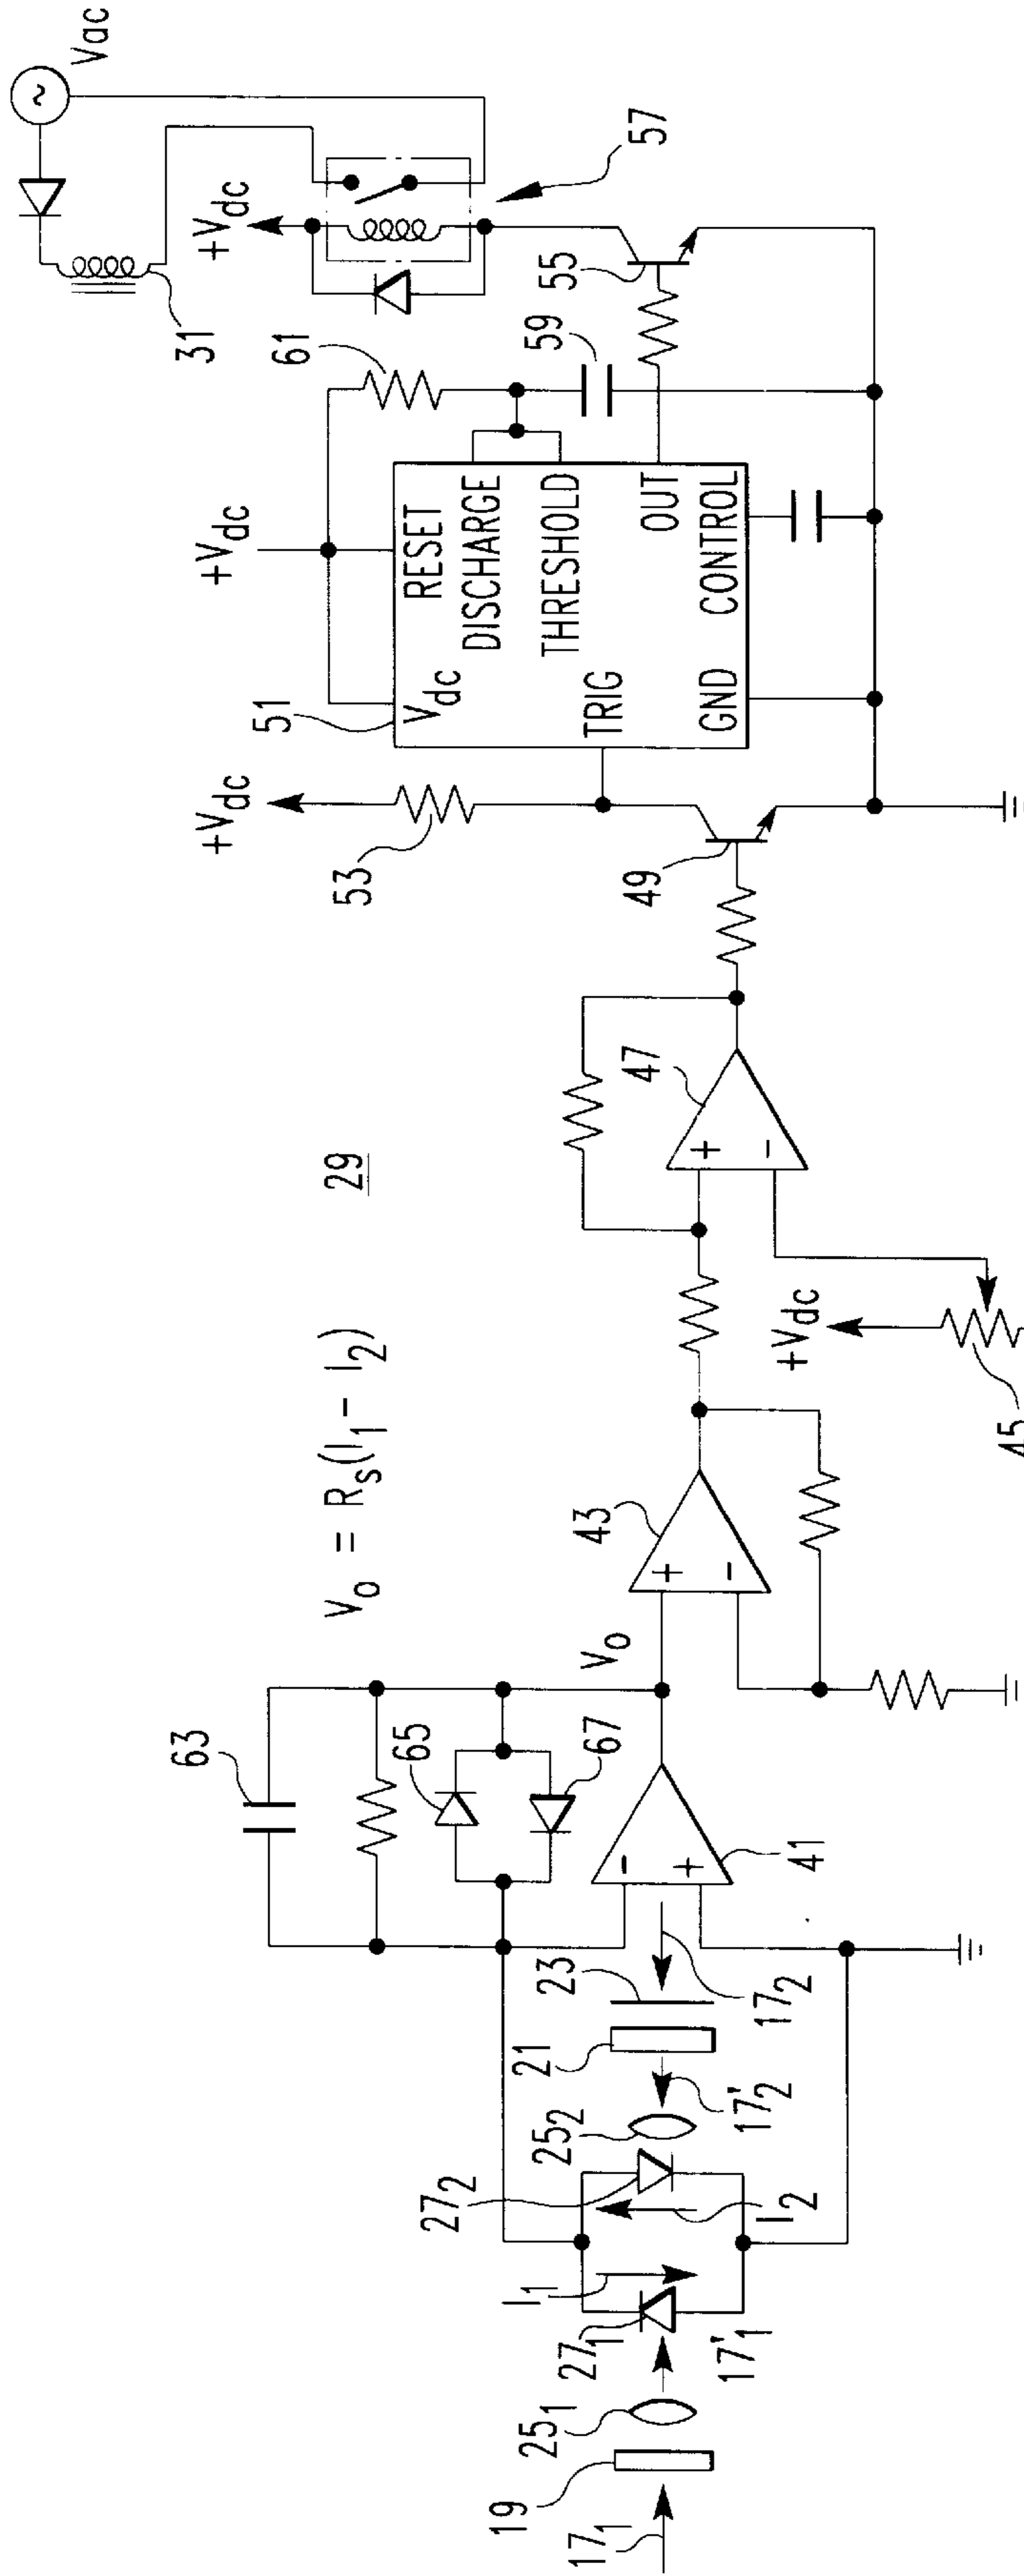 29
V₀ = Rₛ(I₁ - I₂)
17₁
19
25₁
17'₁
27₁
I₁
I₂
27₂
25₂
17'₂
21
23
17₂
41
-
+
63
65
67
V₀
43
+
-
45
+Vdc
47
+
-
49
53
+Vdc
51
Vdc
RESET
DISCHARGE
THRESHOLD
TRIG
OUT
GND
CONTROL
+Vdc
61
59
55
57
+Vdc
31
~
Vac